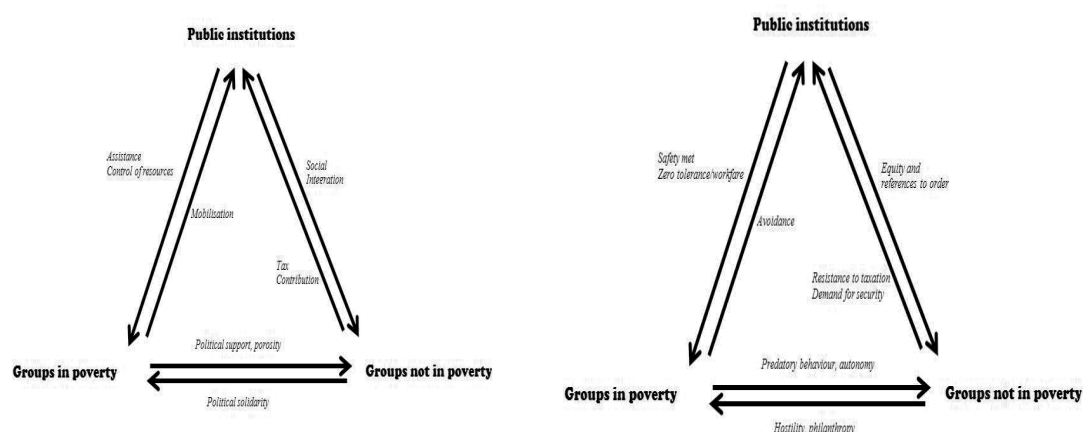 Public institutions
Assistance
Control of resources
Social
Integration
Mobilisation
Tax
Contribution
Political support, porosity
Groups in poverty
Groups not in poverty
Political solidarity
Public institutions
Safety met
Zero tolerance/workfare
Equity and
references to order
Avoidance
Resistance to taxation
Demand for security
Predatory behaviour, autonomy
Groups in poverty
Groups not in poverty
Hostility, philanthropy